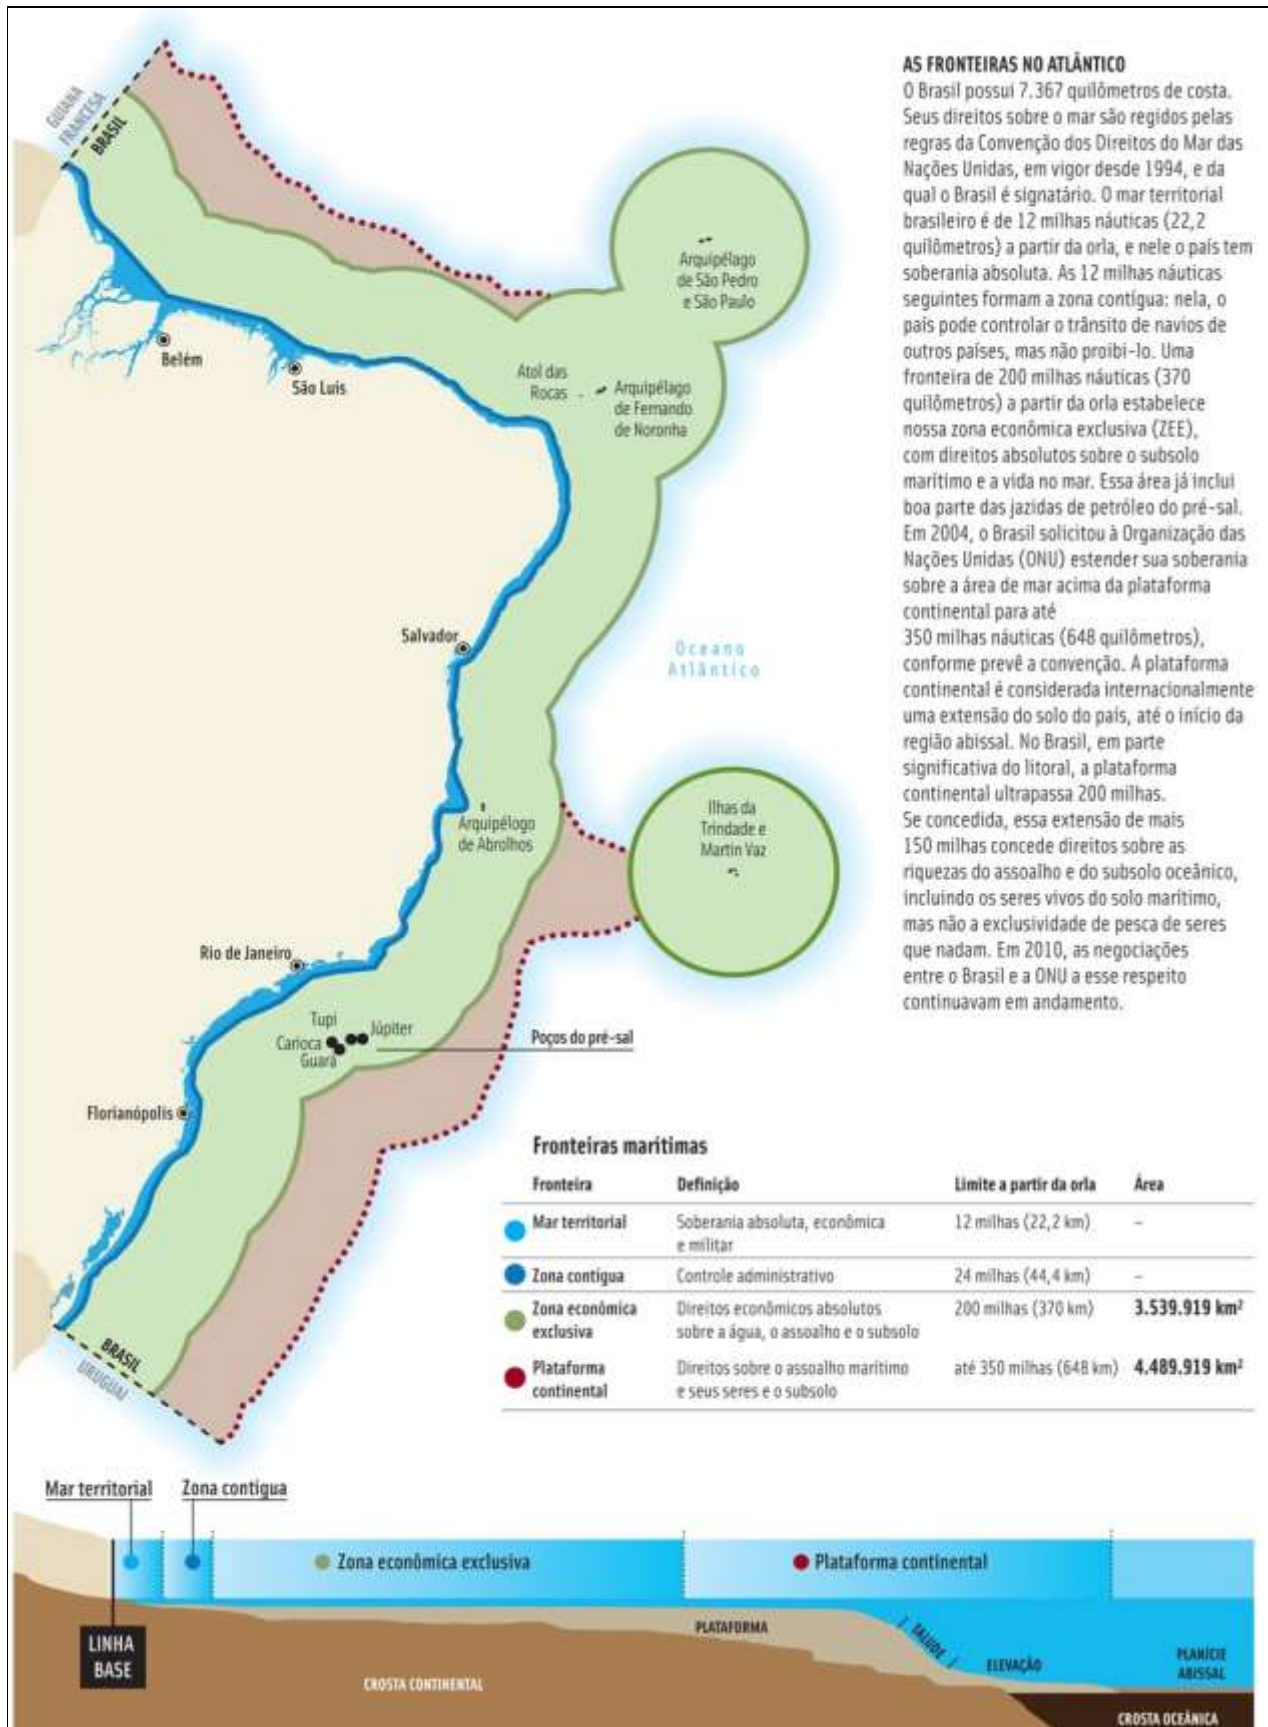 GUIANA
FRANCESA
BRASIL
Belém
São Luis
Arquipélago
de São Pedro
e São Paulo
Atol das
Rocas
Arquipélago
de Fernando
de Noronha
Salvador
Oceano
Atlântico
Arquipélogo
de Abrolhos
Ilhas da
Trindade e
Martin Vaz
Rio de Janeiro
Tupi
Júpiter
Carioca
Guará
Poços do pré-sal
Florianópolis
BRASIL
URUGUAI
AS FRONTEIRAS NO ATLÂNTICO
O Brasil possui 7.367 quilômetros de costa.
Seus direitos sobre o mar são regidos pelas
regras da Convenção dos Direitos do Mar das
Nações Unidas, em vigor desde 1994, e da
qual o Brasil é signatário. O mar territorial
brasileiro é de 12 milhas náuticas (22,2
quilômetros) a partir da orla, e nele o país tem
soberania absoluta. As 12 milhas náuticas
seguintes formam a zona contígua: nela, o
país pode controlar o trânsito de navios de
outros países, mas não proibi-lo. Uma
fronteira de 200 milhas náuticas (370
quilômetros) a partir da orla estabelece
nossa zona econômica exclusiva (ZEE),
com direitos absolutos sobre o subsolo
marítimo e a vida no mar. Essa área já inclui
boa parte das jazidas de petróleo do pré-sal.
Em 2004, o Brasil solicitou à Organização das
Nações Unidas (ONU) estender sua soberania
sobre a área de mar acima da plataforma
continental para até
350 milhas náuticas (648 quilômetros),
conforme prevê a convenção. A plataforma
continental é considerada internacionalmente
uma extensão do solo do país, até o início da
região abissal. No Brasil, em parte
significativa do litoral, a plataforma
continental ultrapassa 200 milhas.
Se concedida, essa extensão de mais
150 milhas concede direitos sobre as
riquezas do assoalho e do subsolo oceânico,
incluindo os seres vivos do solo marítimo,
mas não a exclusividade de pesca de seres
que nadam. Em 2010, as negociações
entre o Brasil e a ONU a esse respeito
continuavam em andamento.
Fronteiras marítimas
Fronteira Definição Limite a partir da orla Área
Mar territorial Soberania absoluta, econômica 12 milhas (22,2 km) –
e militar
Zona contígua Controle administrativo 24 milhas (44,4 km) –
Zona econômica Direitos econômicos absolutos 200 milhas (370 km) 3.539.919 km²
exclusiva sobre a água, o assoalho e o subsolo
Plataforma Direitos sobre o assoalho marítimo até 350 milhas (648 km) 4.489.919 km²
continental e seus seres e o subsolo
Mar territorial Zona contígua
Zona econômica exclusiva Plataforma continental
LINHA
BASE
PLATAFORMA
TALUDE
ELEVAÇÃO
PLANÍCIE
ABISSAL
CROSTA CONTINENTAL
CROSTA OCEÂNICA